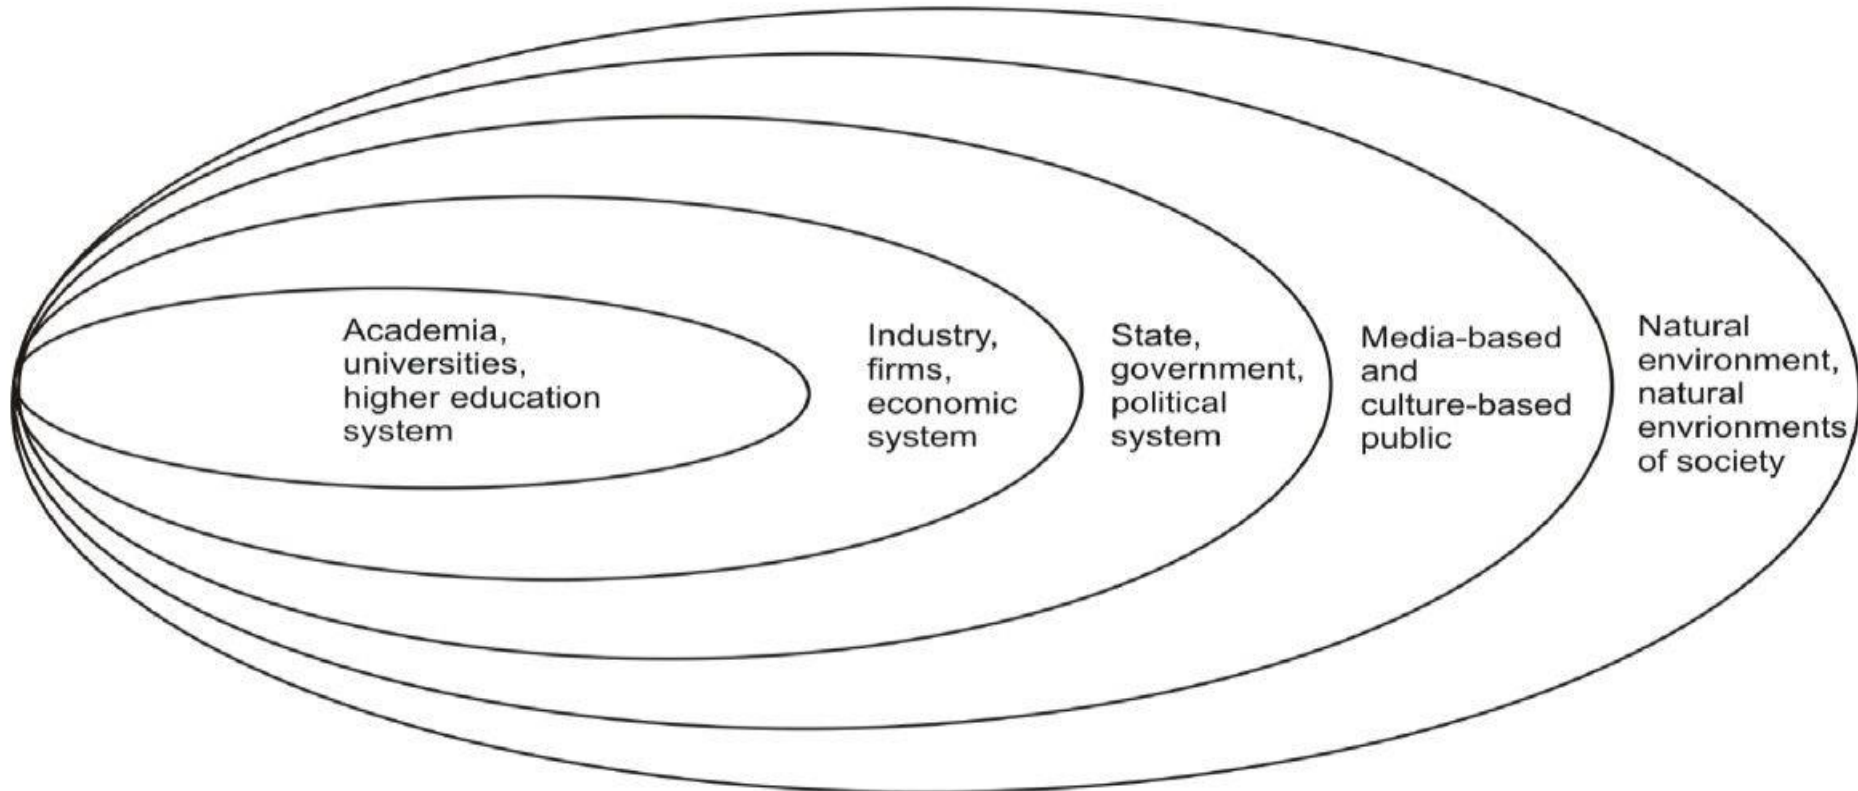 Academia,
universities,
higher education
system
Industry,
firms,
economic
system
State,
government,
political
system
Media-based
and
culture-based
public
Natural
environment,
natural
envrionments
of society